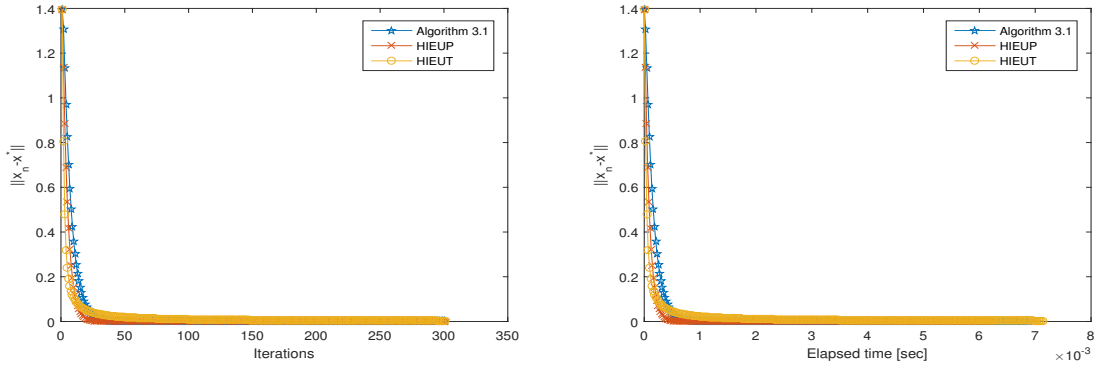 1.4
1.2
1
0.8
0.6
0.4
0.2
0
||x_n-x^*||
0 50 100 150 200 250 300 350
Iterations
Algorithm 3.1
HIEUP
HIEUT
1.4
1.2
1
0.8
0.6
0.4
0.2
0
||x_n-x^*||
0 1 2 3 4 5 6 7 8
Elapsed time [sec]
×10^-3
Algorithm 3.1
HIEUP
HIEUT